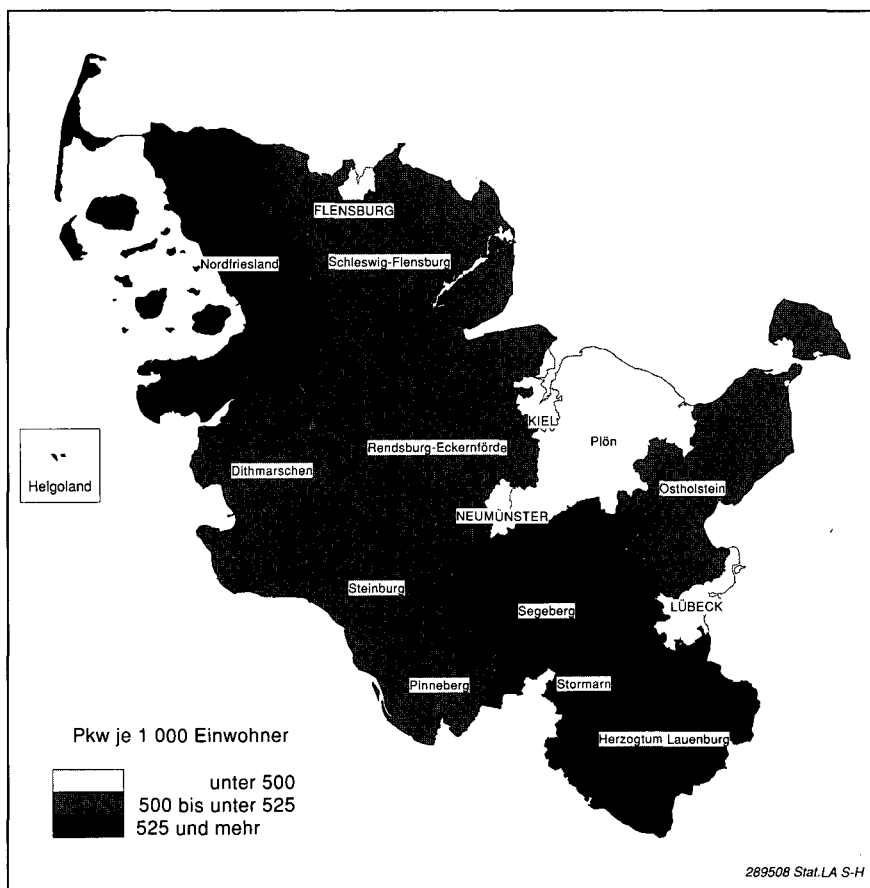 FLENSBURG
Nordfriesland
Schleswig-Flensburg
KIEL
Rendsburg-Eckernförde
Plön
Dithmarschen
Helgoland
Ostholstein
NEUMÜNSTER
Steinburg
Segeberg
LÜBECK
Pinneberg
Stormarn
Herzogtum Lauenburg
Pkw je 1 000 Einwohner
unter 500
500 bis unter 525
525 und mehr
289508 Stat.LA S-H